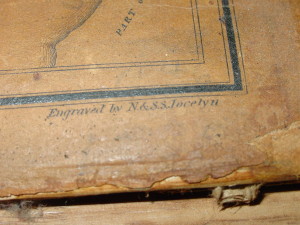 PART
Engraved by N & S.S. Jocelyn